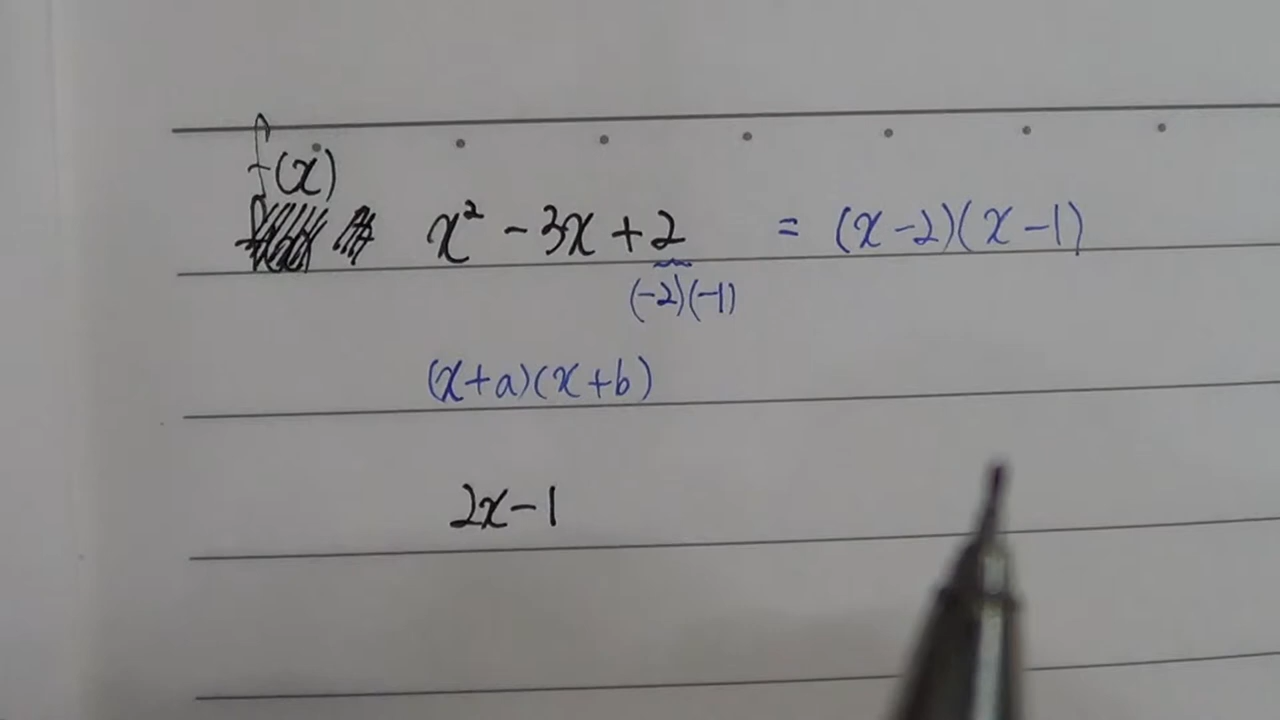 f(x)
x² - 3x + 2 = (x - 2)(x - 1)
(-2)(-1)
(x + a)(x + b)
2x - 1